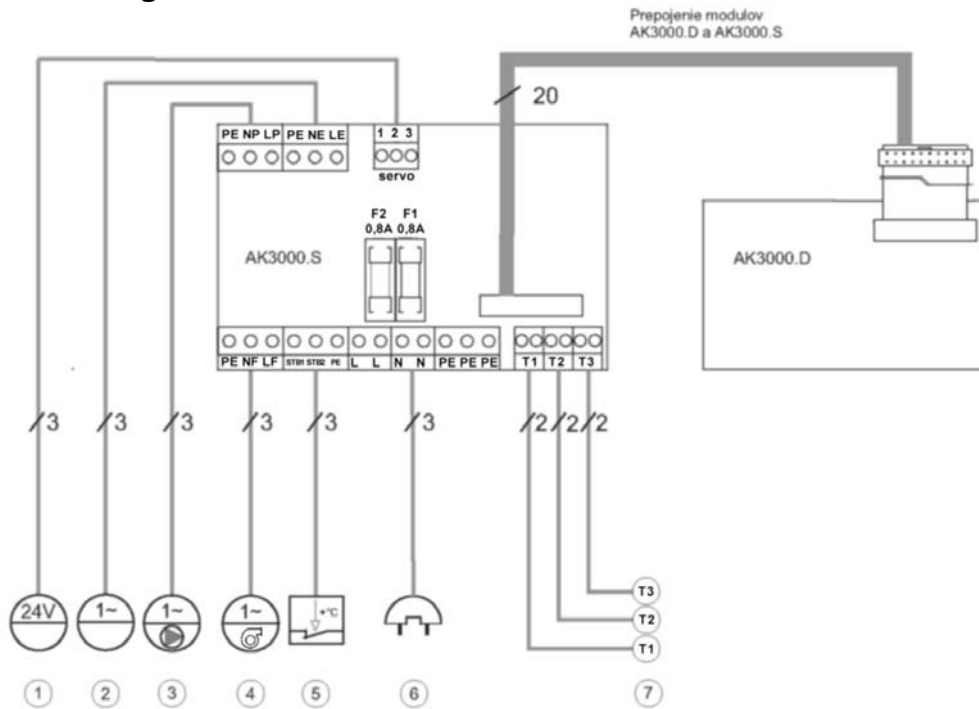 Prepojenie modulov
AK3000.D a AK3000.S
20
PE NP LP PE NE LE 1 2 3
servo
F2 F1
0,8A 0,8A
AK3000.S
AK3000.D
PE NF LF STB1 STB2 PE L L N N PE PE PE T1 T2 T3
3 3 3 3 3 3 2 2 2
24V 1~ 1~ 1~ +°C
T3
T2
T1
1 2 3 4 5 6 7